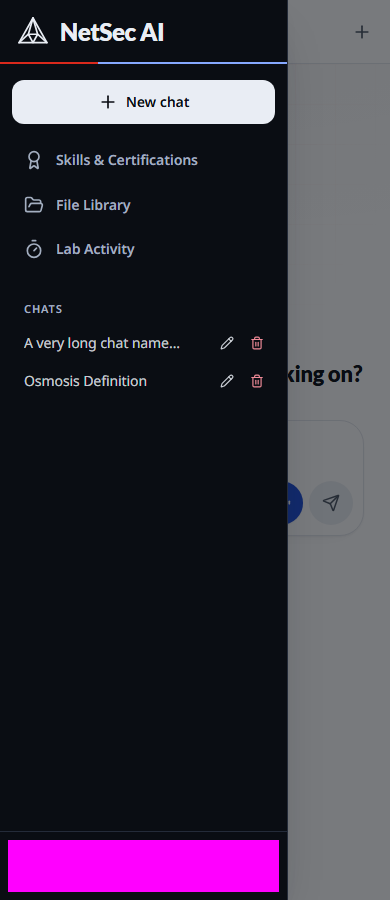 NetSec AI
New chat
Skills & Certifications
File Library
Lab Activity
CHATS
A very long chat name...
Osmosis Definition
king on?